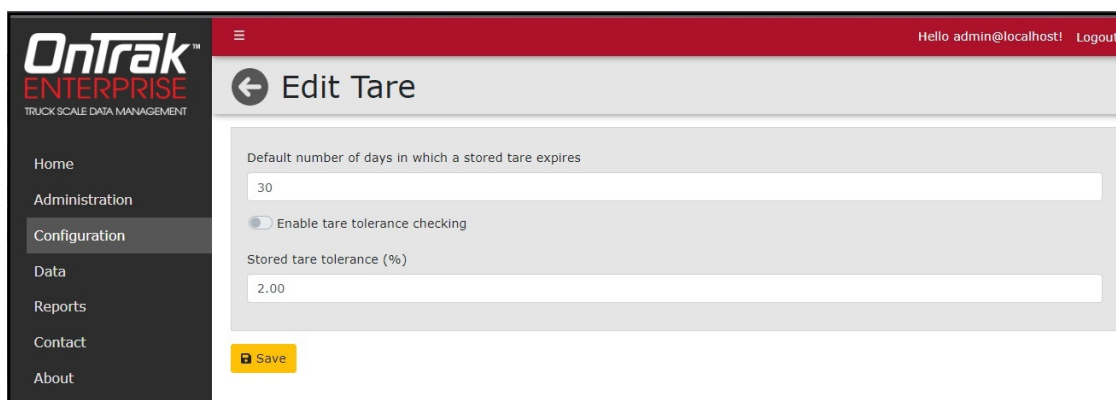 OnTrak™
ENTERPRISE
TRUCK SCALE DATA MANAGEMENT
Hello admin@localhost! Logout
Edit Tare
Home
Administration
Configuration
Data
Reports
Contact
About
Default number of days in which a stored tare expires
30
Enable tare tolerance checking
Stored tare tolerance (%)
2.00
Save